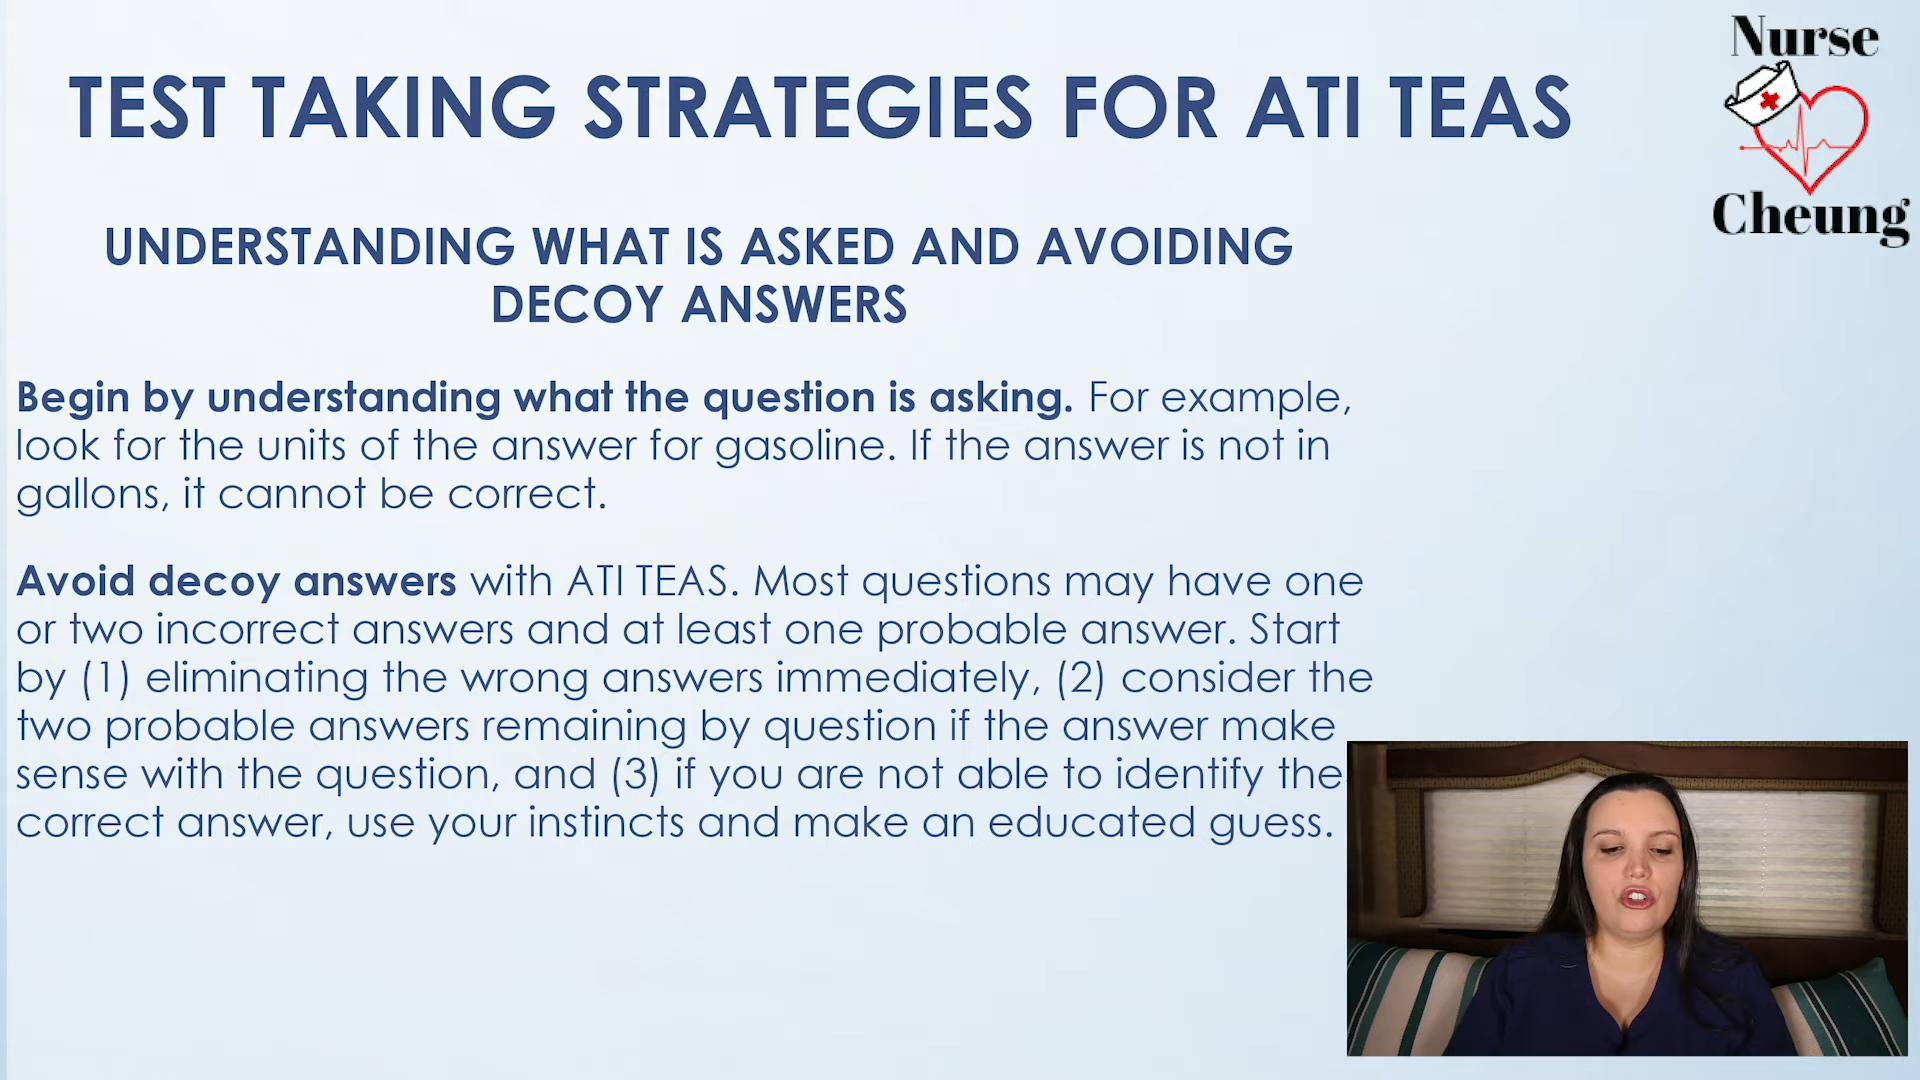 Nurse
Cheung
TEST TAKING STRATEGIES FOR ATI TEAS
UNDERSTANDING WHAT IS ASKED AND AVOIDING
DECOY ANSWERS
Begin by understanding what the question is asking. For example,
look for the units of the answer for gasoline. If the answer is not in
gallons, it cannot be correct.
Avoid decoy answers with ATI TEAS. Most questions may have one
or two incorrect answers and at least one probable answer. Start
by (1) eliminating the wrong answers immediately, (2) consider the
two probable answers remaining by question if the answer make
sense with the question, and (3) if you are not able to identify the
correct answer, use your instincts and make an educated guess.